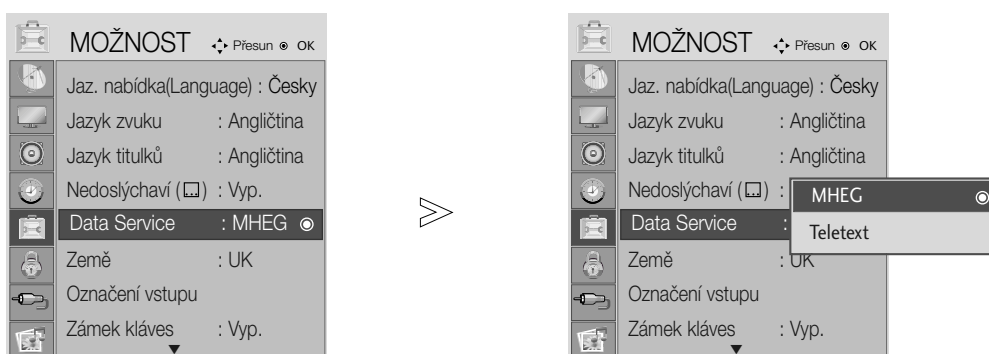 MOŽNOST Přesun OK
Jaz. nabídka(Language) : Česky
Jazyk zvuku : Angličtina
Jazyk titulků : Angličtina
Nedoslýchaví ( ) : Vyp.
Data Service : MHEG
Země : UK
Označení vstupu
Zámek kláves : Vyp.
MOŽNOST Přesun OK
Jaz. nabídka(Language) : Česky
Jazyk zvuku : Angličtina
Jazyk titulků : Angličtina
Nedoslýchaví ( ) :
Data Service :
Země : UK
Označení vstupu
Zámek kláves : Vyp.
MHEG
Teletext